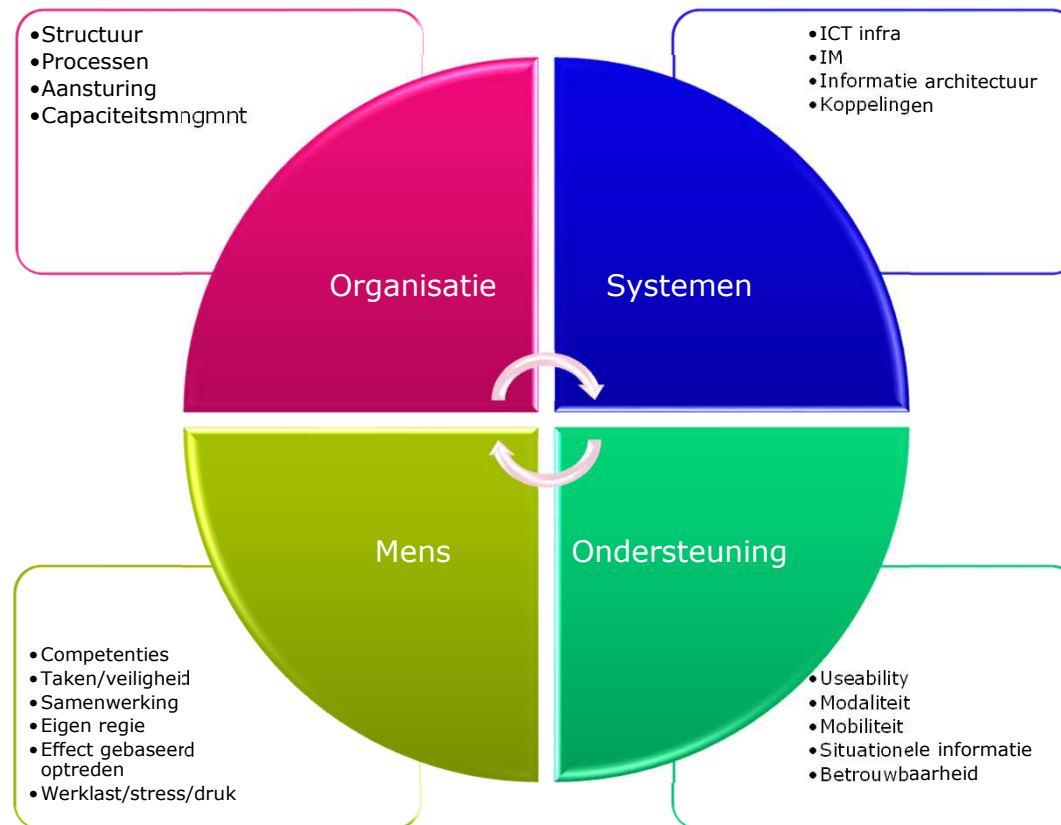 •Structuur
•Processen
•Aansturing
•Capaciteitsmngmnt
•ICT infra
•IM
•Informatie architectuur
•Koppelingen
Organisatie
Systemen
Mens
Ondersteuning
•Competenties
•Taken/veiligheid
•Samenwerking
•Eigen regie
•Effect gebaseerd
optreden
•Werklast/stress/druk
•Useability
•Modaliteit
•Mobiliteit
•Situationele informatie
•Betrouwbaarheid